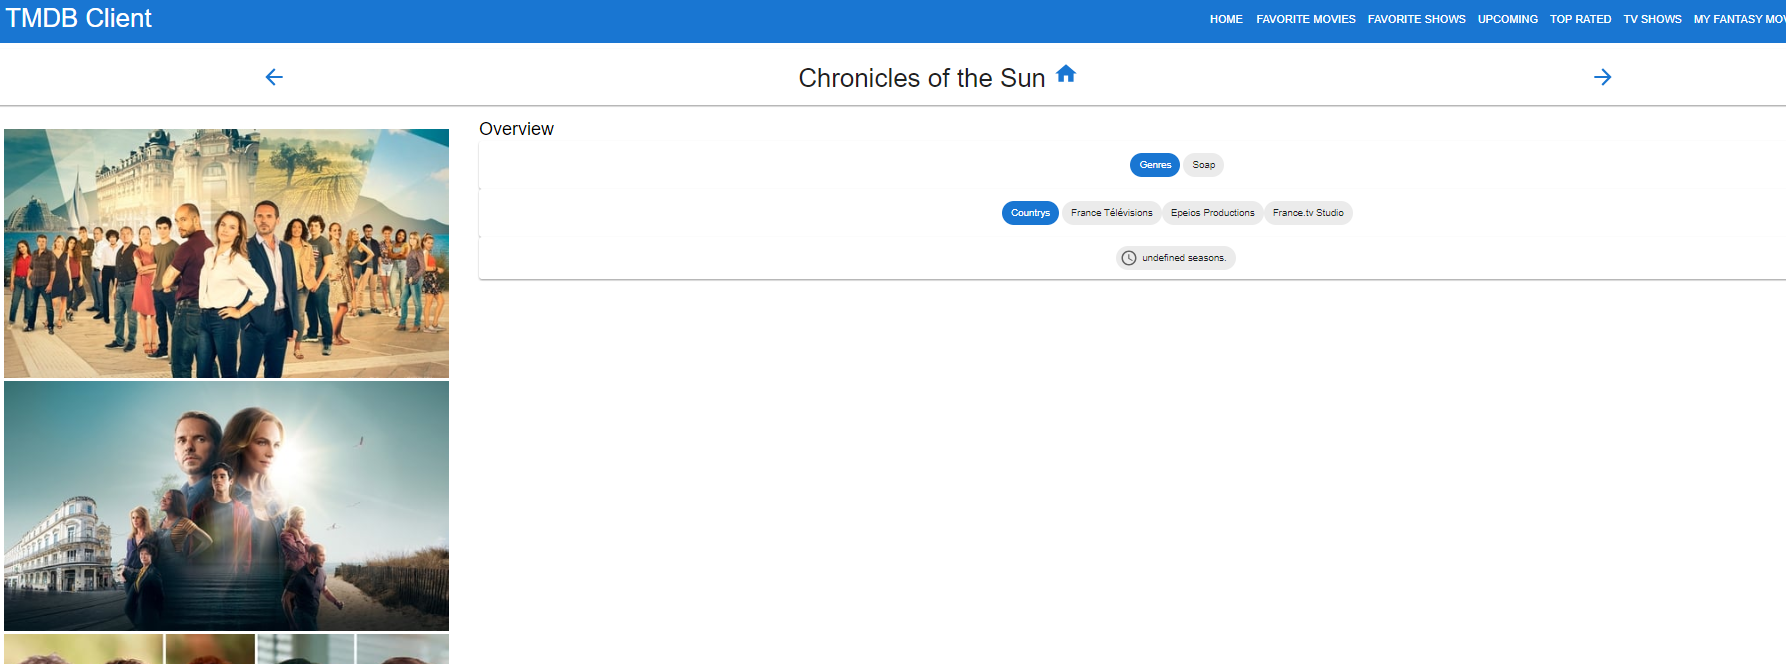 TMDB Client
HOME FAVORITE MOVIES FAVORITE SHOWS UPCOMING TOP RATED TV SHOWS MY FANTASY MOV
Chronicles of the Sun
Overview
Genres Soap
Countrys France Télévisions Epeios Productions France.tv Studio
undefined seasons.